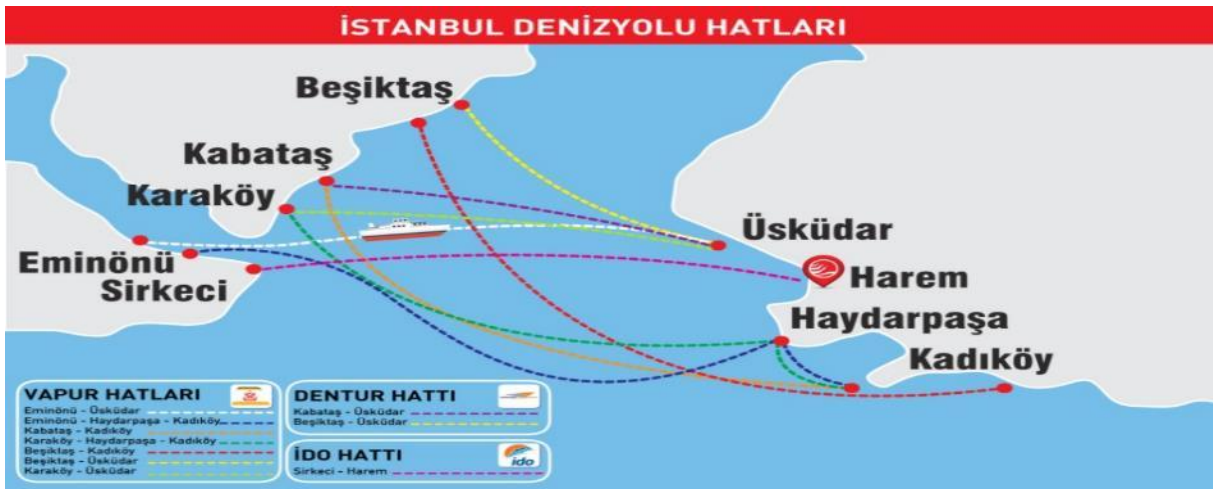 İSTANBUL DENİZYOLU HATLARI
Beşiktaş
Kabataş
Karaköy
Üsküdar
Eminönü
Sirkeci
Harem
Haydarpaşa
Kadıköy
VAPUR HATLARI
Eminönü - Üsküdar
Eminönü - Haydarpaşa - Kadıköy
Kabataş - Kadıköy
Karaköy - Haydarpaşa - Kadıköy
Beşiktaş - Kadıköy
Beşiktaş - Üsküdar
Karaköy - Üsküdar
DENTUR HATTI
Kabataş - Üsküdar
Beşiktaş - Üsküdar
İDO HATTI
ido
Sirkeci - Harem